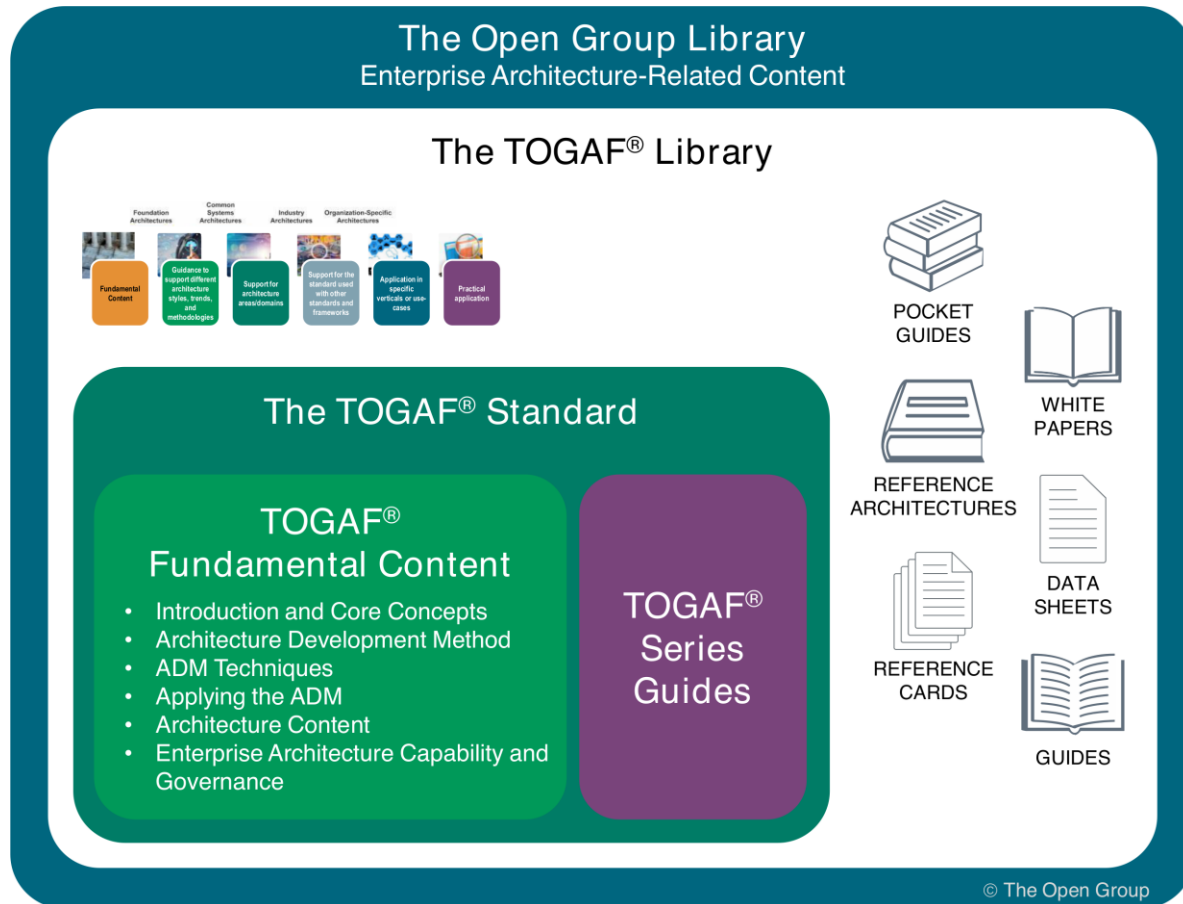 The Open Group Library
Enterprise Architecture-Related Content
The TOGAF® Library
Foundation
Architectures
Common
Systems
Architectures
Industry
Architectures
Organization-Specific
Architectures
Fundamental
Content
Guidance to
support different
architecture
styles, trends,
and
methodologies
Support for
architecture
areas/domains
Support for the
standard used
with other
standards and
frameworks
Application in
specific
verticals or use-
cases
Practical
application
POCKET
GUIDES
WHITE
PAPERS
REFERENCE
ARCHITECTURES
DATA
SHEETS
REFERENCE
CARDS
GUIDES
The TOGAF® Standard
TOGAF®
Fundamental Content
• Introduction and Core Concepts
• Architecture Development Method
• ADM Techniques
• Applying the ADM
• Architecture Content
• Enterprise Architecture Capability and
Governance
TOGAF®
Series
Guides
© The Open Group